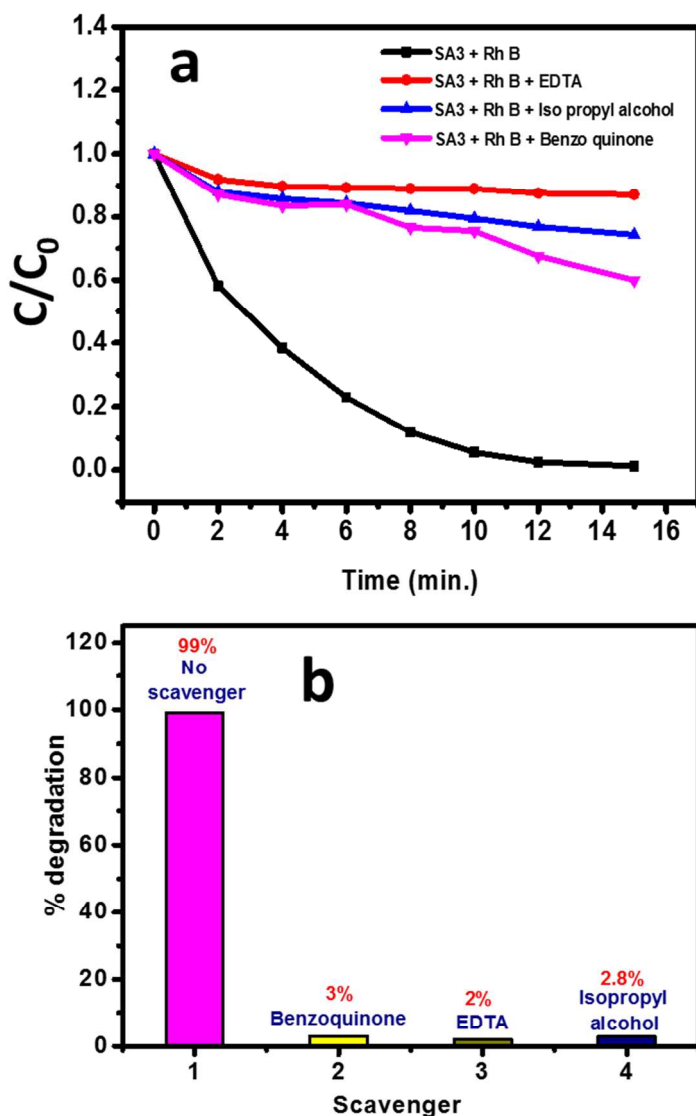 a
SA3 + Rh B
SA3 + Rh B + EDTA
SA3 + Rh B + Iso propyl alcohol
SA3 + Rh B + Benzo quinone
C/C0
1.4
1.2
1.0
0.8
0.6
0.4
0.2
0.0
0 2 4 6 8 10 12 14 16
Time (min.)
b
% degradation
120
100
80
60
40
20
0
99%
No
scavenger
3%
Benzoquinone
2%
EDTA
2.8%
Isopropyl
alcohol
1 2 3 4
Scavenger